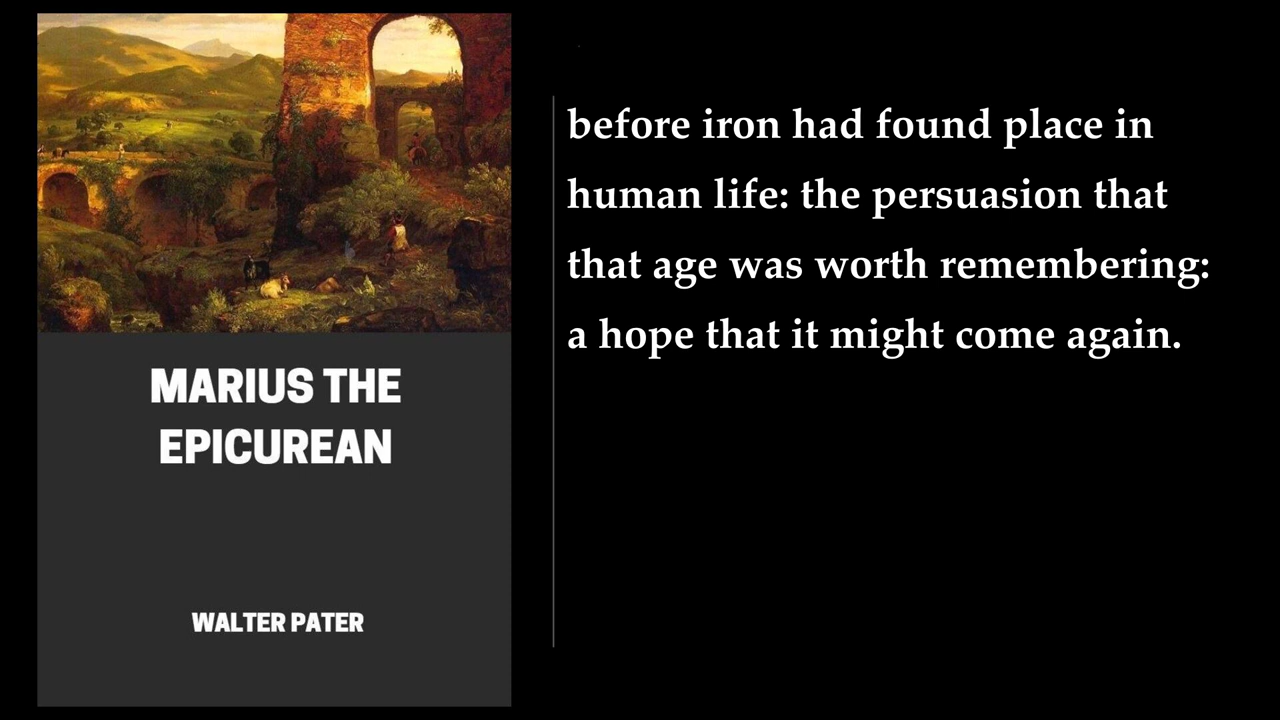 MARIUS THE
EPICUREAN
WALTER PATER
before iron had found place in
human life: the persuasion that
that age was worth remembering:
a hope that it might come again.